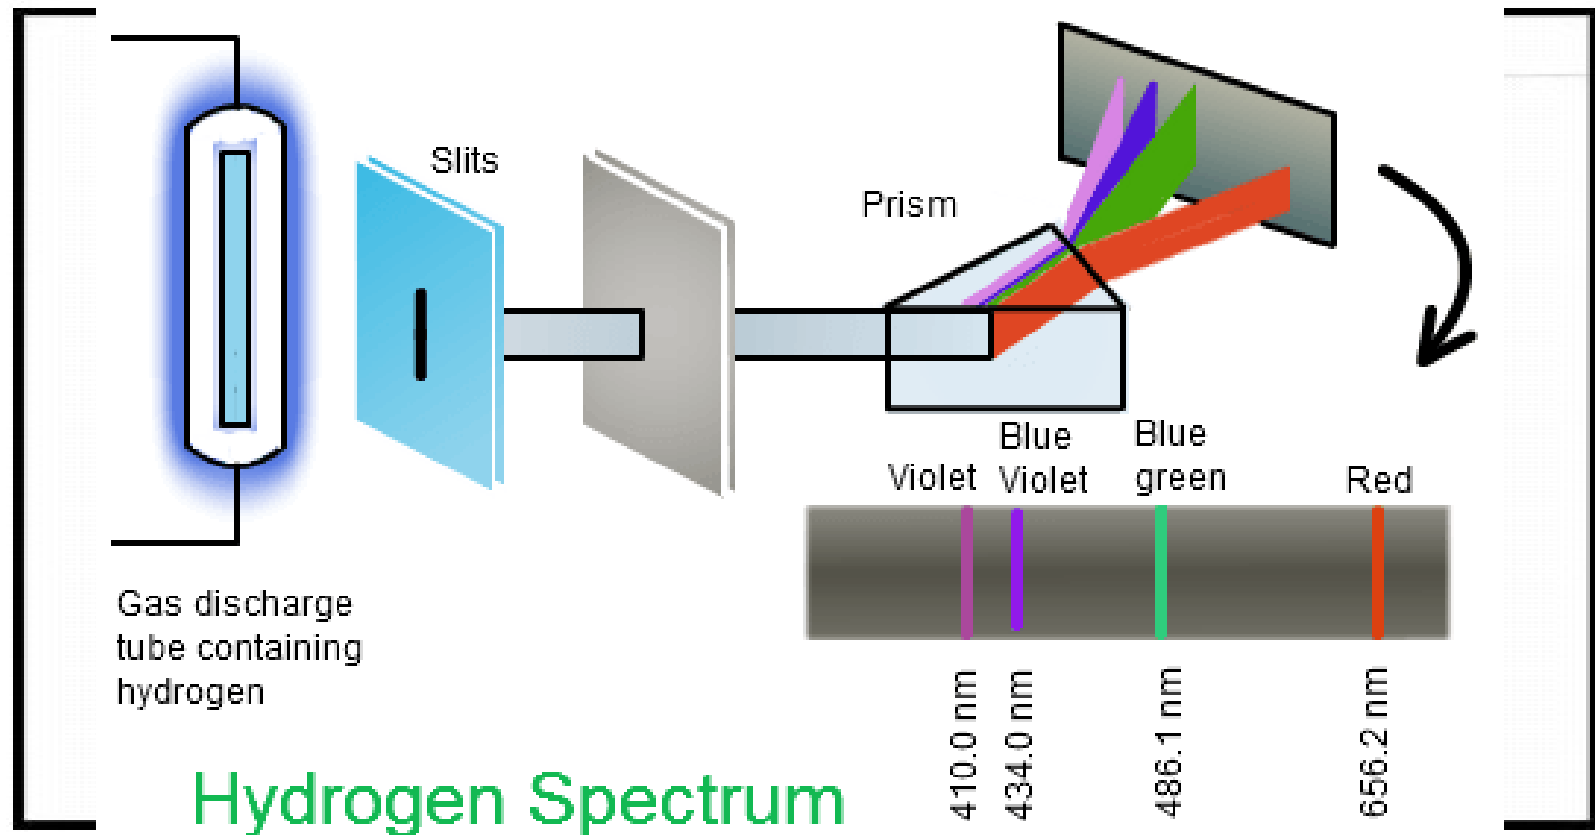 Slits
Prism
Gas discharge
tube containing
hydrogen
Violet
Blue
Violet
Blue
green
Red
410.0 nm
434.0 nm
486.1 nm
656.2 nm
Hydrogen Spectrum